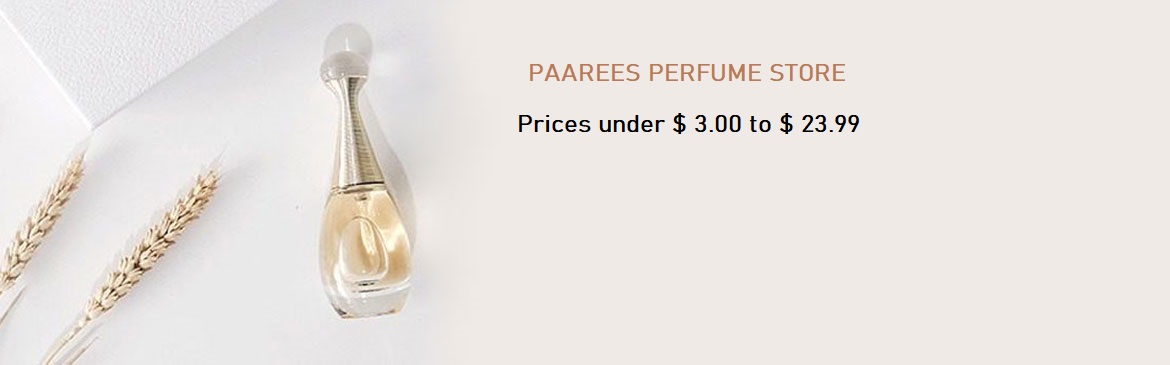 PAAREES PERFUME STORE
Prices under $ 3.00 to $ 23.99